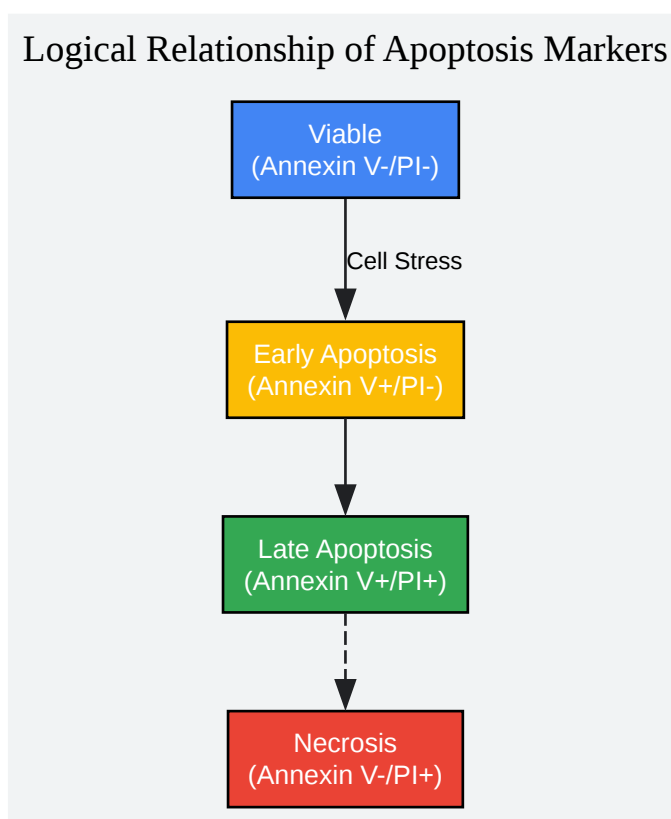 Logical Relationship of Apoptosis Markers
Viable
(Annexin V-/PI-)
Cell Stress
Early Apoptosis
(Annexin V+/PI-)
Late Apoptosis
(Annexin V+/PI+)
Necrosis
(Annexin V-/PI+)